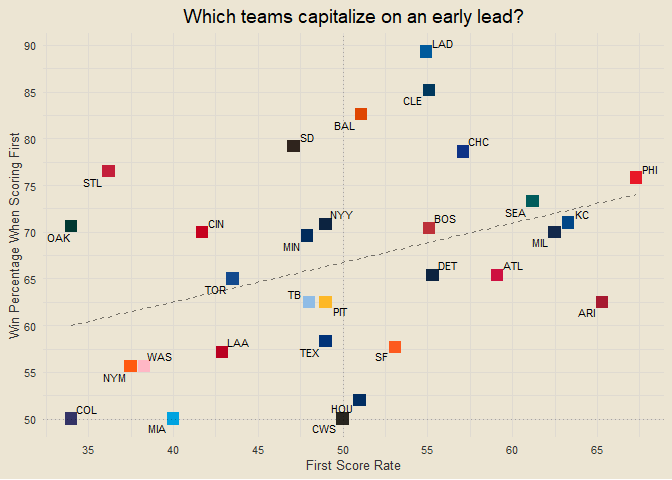 Which teams capitalize on an early lead?
90
LAD
85
CLE
BAL
80
SD
CHC
STL
75
PHI
SEA
KC
70
OAK
CIN
NYY
MIN
BOS
MIL
65
TOR
DET
ATL
TB
PIT
ARI
60
TEX
SF
55
NYM
WAS
LAA
HOU
50
COL
MIA
CWS
35
40
45
50
55
60
65
First Score Rate
Win Percentage When Scoring First